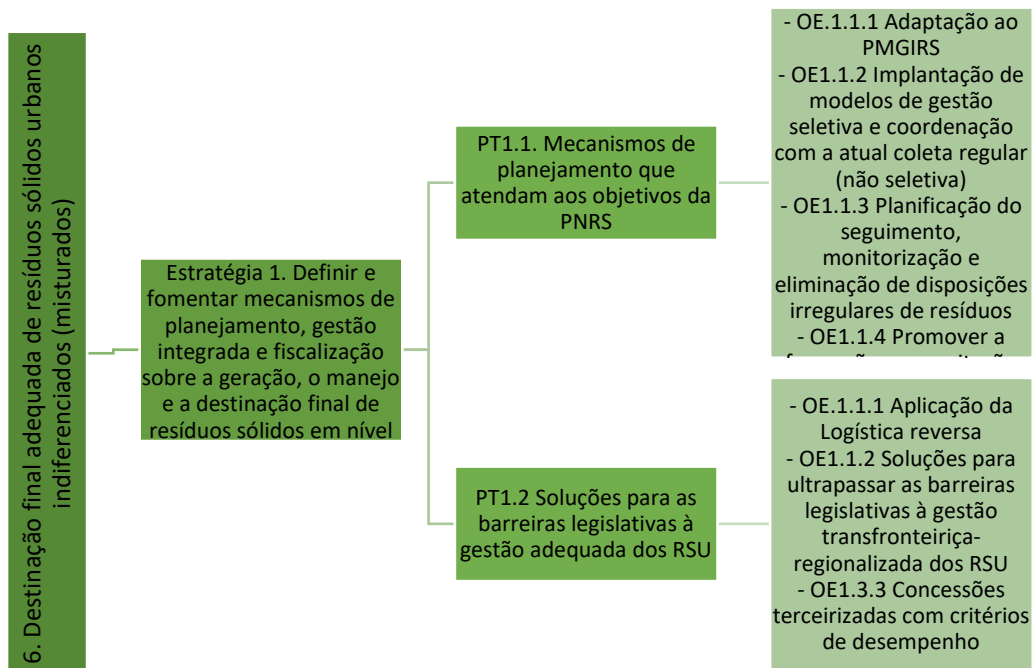 6. Destinação final adequada de resíduos sólidos urbanos
indiferenciados (misturados)
Estratégia 1. Definir e
fomentar mecanismos de
planejamento, gestão
integrada e fiscalização
sobre a geração, o manejo
e a destinação final de
resíduos sólidos em nível
PT1.1. Mecanismos de
planejamento que
atendam aos objetivos da
PNRS
- OE.1.1.1 Adaptação ao
PMGIRS
- OE1.1.2 Implantação de
modelos de gestão
seletiva e coordenação
com a atual coleta regular
(não seletiva)
- OE1.1.3 Planificação do
seguimento,
monitorização e
eliminação de disposições
irregulares de resíduos
- OE1.1.4 Promover a
PT1.2 Soluções para as
barreiras legislativas à
gestão adequada dos RSU
- OE.1.1.1 Aplicação da
Logística reversa
- OE1.1.2 Soluções para
ultrapassar as barreiras
legislativas à gestão
transfronteiriça-
regionalizada dos RSU
- OE1.3.3 Concessões
terceirizadas com critérios
de desempenho